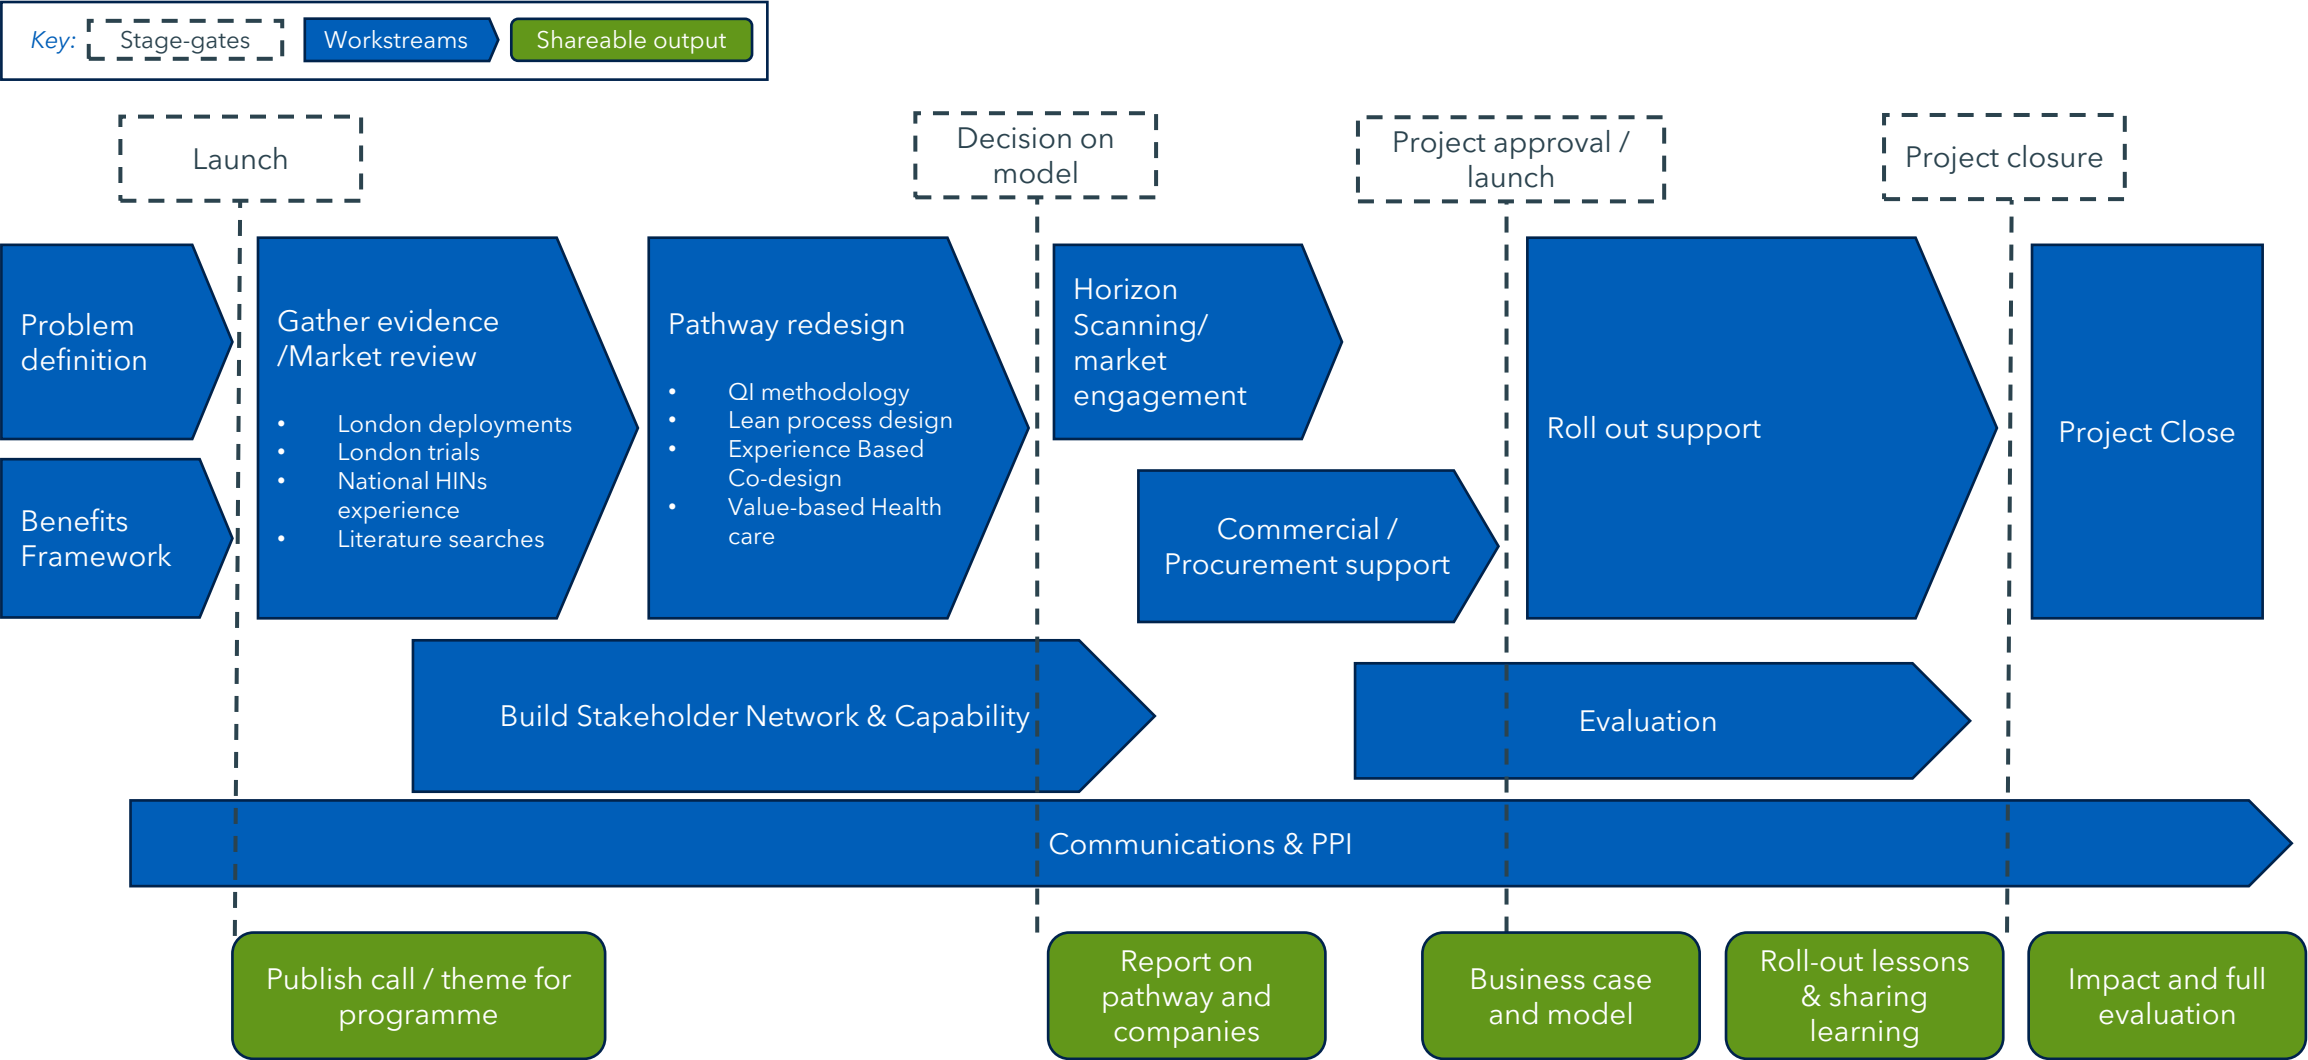 Key:
Stage-gates
Workstreams
Shareable output
Launch
Decision on
model
Project approval /
launch
Project closure
Problem
definition
Benefits
Framework
Gather evidence
/Market review
• London deployments
• London trials
• National HINs
experience
• Literature searches
Pathway redesign
• QI methodology
• Lean process design
• Experience Based
Co-design
• Value-based Health
care
Horizon
Scanning/
market
engagement
Commercial /
Procurement support
Roll out support
Project Close
Build Stakeholder Network & Capability
Evaluation
Communications & PPI
Publish call / theme for
programme
Report on
pathway and
companies
Business case
and model
Roll-out lessons
& sharing
learning
Impact and full
evaluation